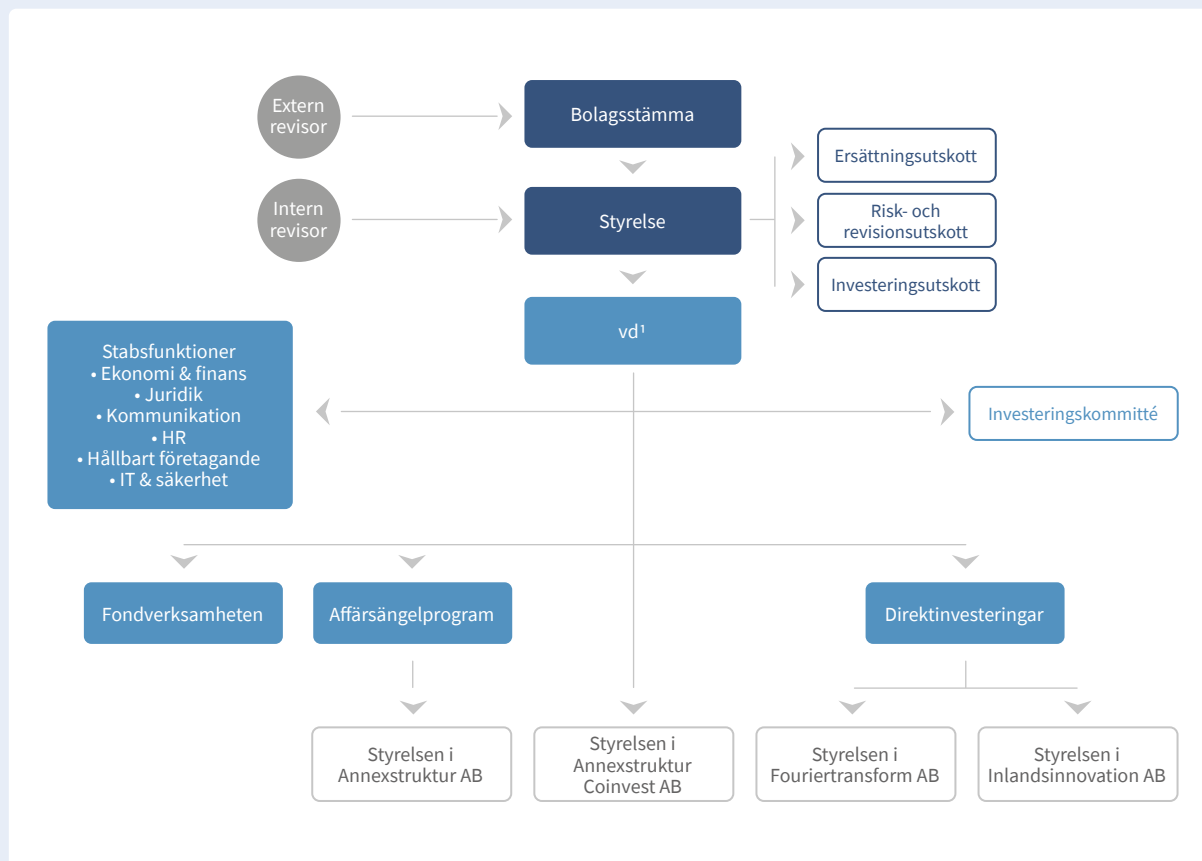 Extern
revisor
Bolagsstämma
Ersättningsutskott
Intern
revisor
Styrelse
Risk- och
revisionsutskott
Investeringsutskott
vd¹
Stabsfunktioner
• Ekonomi & finans
• Juridik
• Kommunikation
• HR
• Hållbart företagande
• IT & säkerhet
Investeringskommitté
Fondverksamheten
Affärsängelprogram
Direktinvesteringar
Styrelsen i
Annexstruktur AB
Styrelsen i
Annexstruktur
Coinvest AB
Styrelsen i
Fouriertransform AB
Styrelsen i
Inlandsinnovation AB